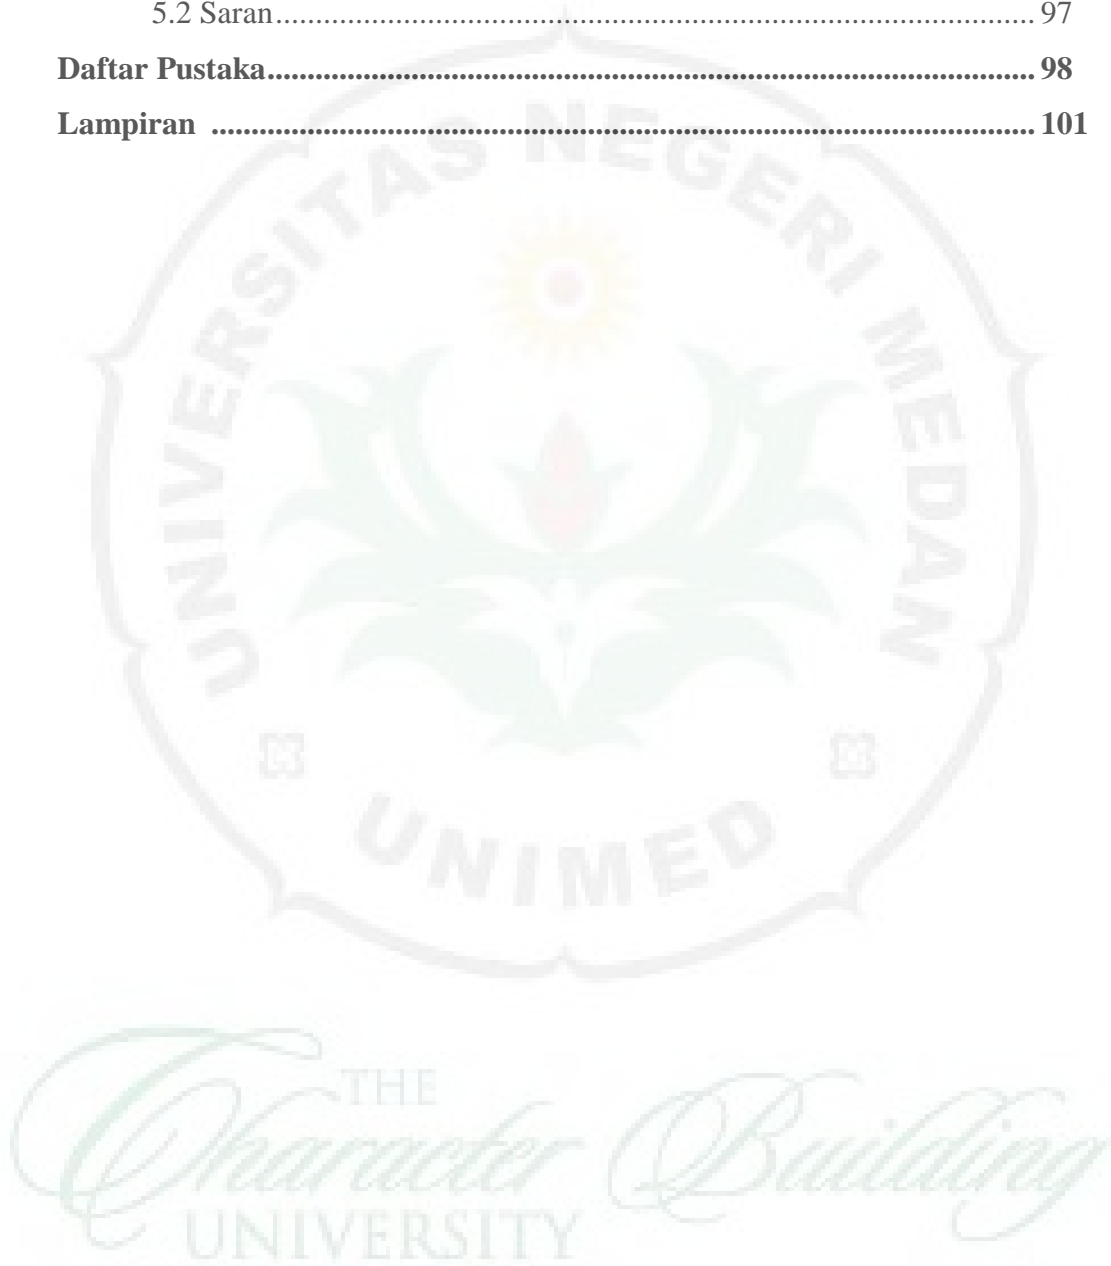 5.2 Saran............................................................................................... 97
Daftar Pustaka............................................................................................... 98
Lampiran ....................................................................................................... 101
UNIVERSITAS NEGERI MEDAN
UNIMED
THE
Character Building
UNIVERSITY